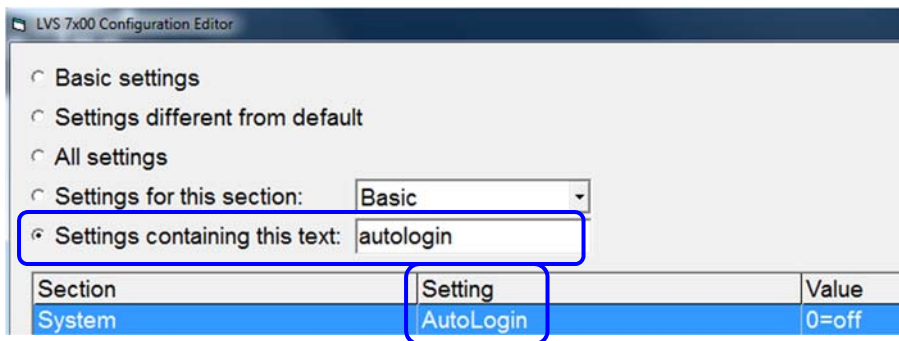 LVS 7x00 Configuration Editor
Basic settings
Settings different from default
All settings
Settings for this section: Basic
Settings containing this text: autologin
Section Setting Value
System AutoLogin 0=off